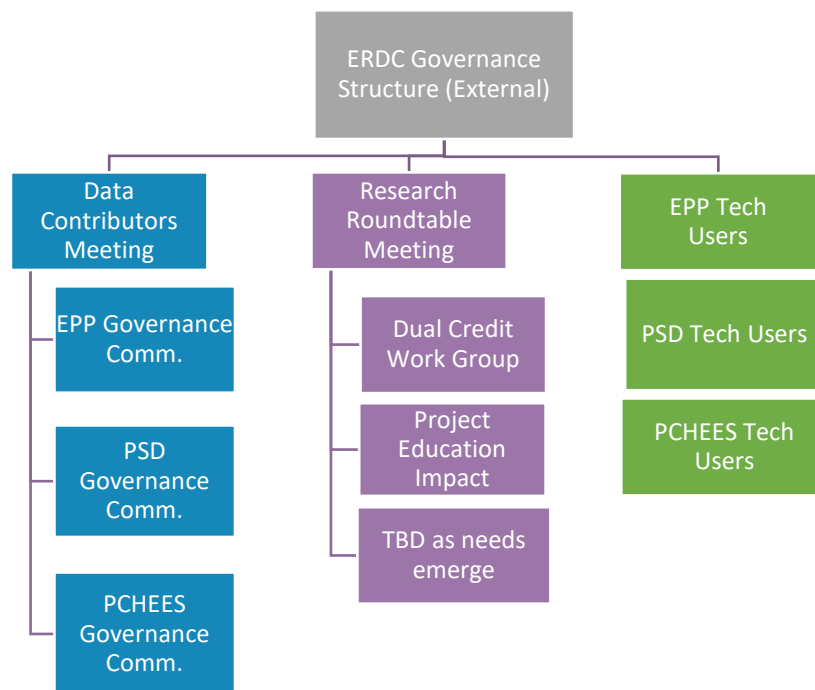 ERDC Governance
Structure (External)
Data
Contributors
Meeting
EPP Governance
Comm.
PSD
Governance
Comm.
PCHEES
Governance
Comm.
Research
Roundtable
Meeting
Dual Credit
Work Group
Project
Education
Impact
TBD as needs
emerge
EPP Tech
Users
PSD Tech Users
PCHEES Tech
Users